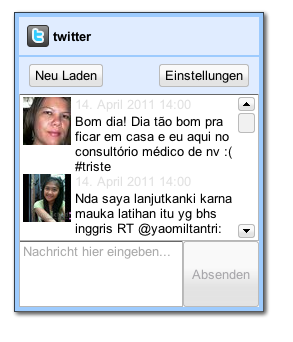 twitter
Neu Laden
Einstellungen
14. April 2011 14:00
Bom dia! Dia tão bom pra
ficar em casa e eu aqui no
consultório médico de nv :(
#triste
14. April 2011 14:00
Nda saya lanjutkanki karna
mauka latihan itu yg bhs
inggris RT @yaomiltantri:
Nachricht hier eingeben...
Absenden